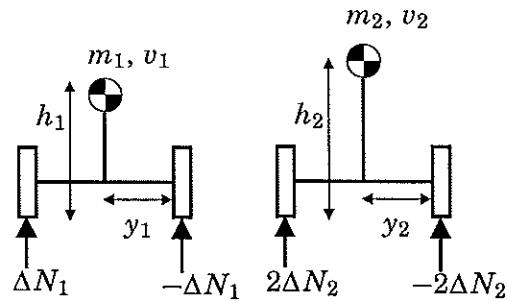 m₁, v₁
h₁
y₁
ΔN₁
-ΔN₁
m₂, v₂
h₂
y₂
2ΔN₂
-2ΔN₂